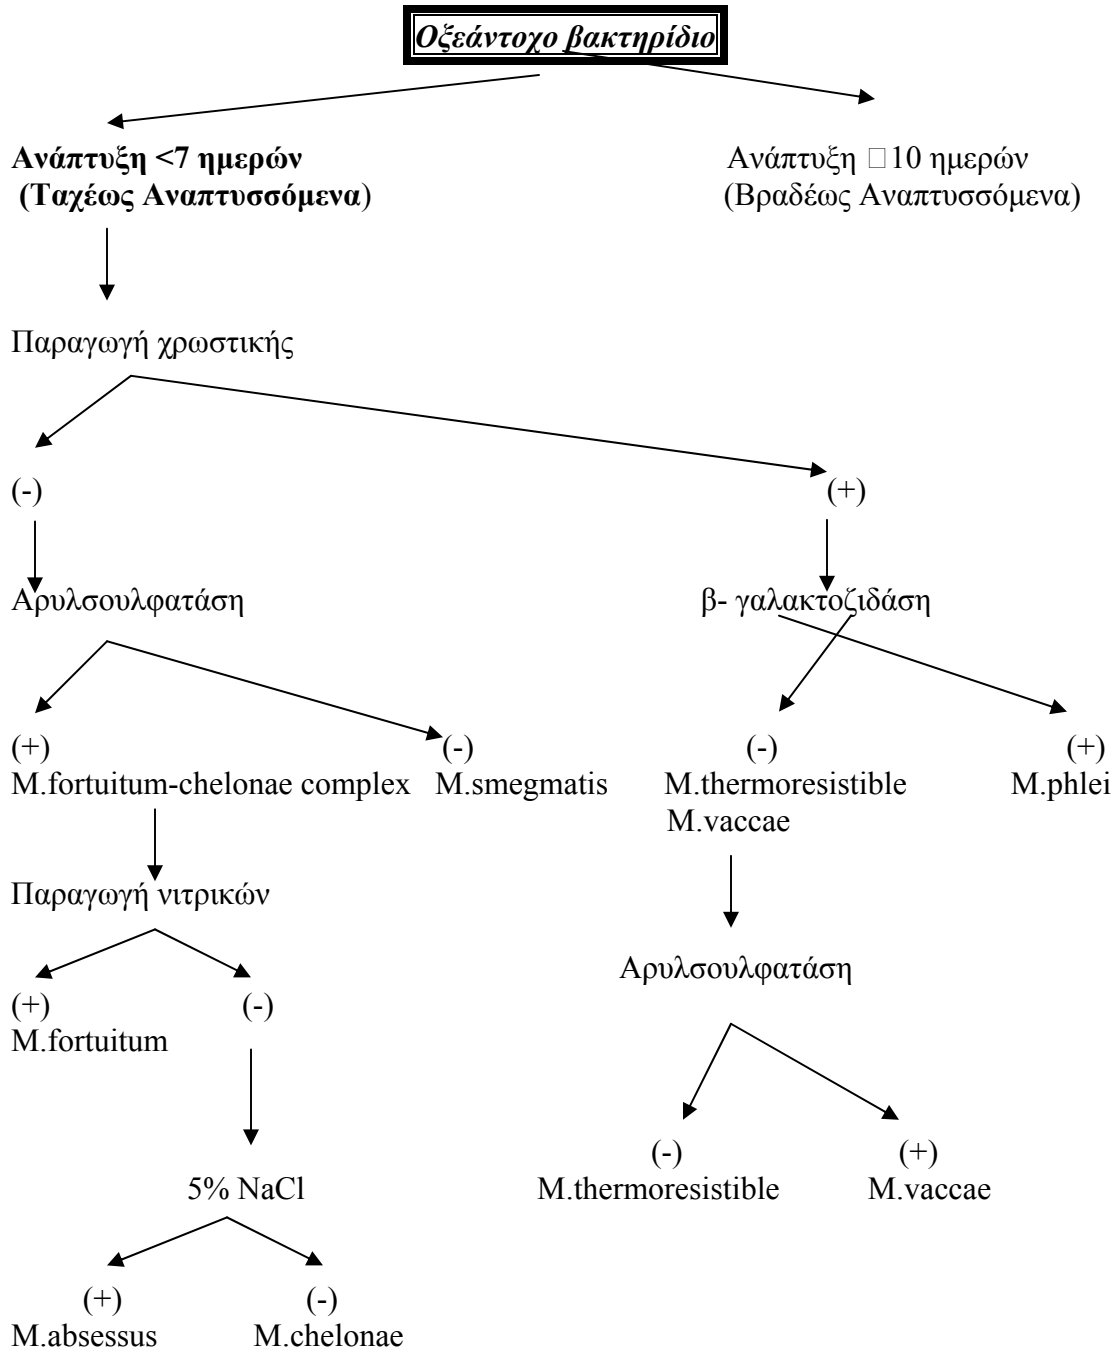 Οξεάντοχο βακτηρίδιο
Ανάπτυξη <7 ημερών
(Ταχέως Αναπτυσσόμενα)
Ανάπτυξη □10 ημερών
(Βραδέως Αναπτυσσόμενα)
Παραγωγή χρωστικής
(-)
(+)
Αρυλσουλφατάση
β- γαλακτοζιδάση
(+)
M.fortuitum-chelonae complex
(-)
M.smegmatis
(-)
M.thermoresistible
M.vaccae
(+)
M.phlei
Παραγωγή νιτρικών
Αρυλσουλφατάση
(+)
M.fortuitum
(-)
5% NaCl
(-)
M.thermoresistible
(+)
M.vaccae
(+)
M.absessus
(-)
M.chelonae